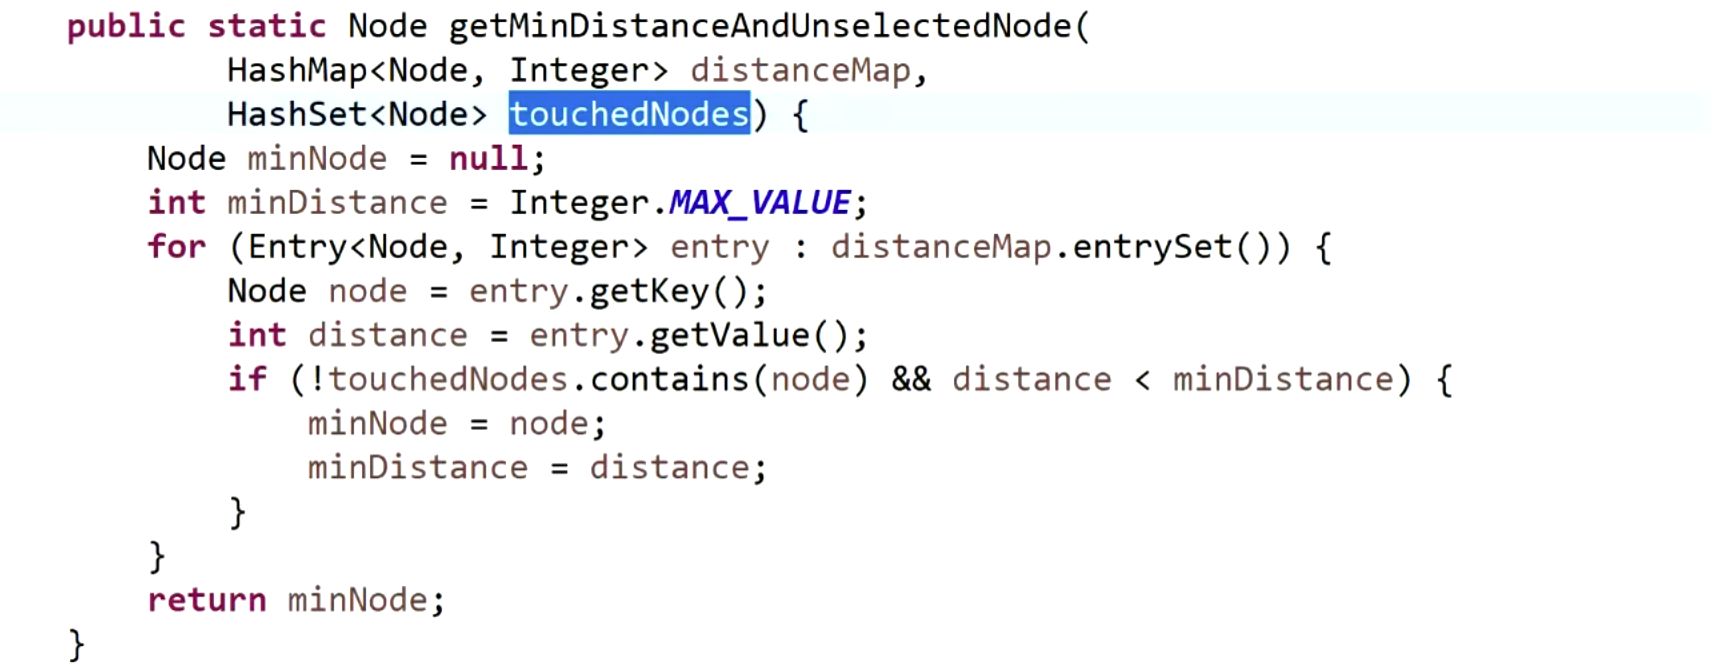 public static Node getMinDistanceAndUnselectedNode(
HashMap<Node, Integer> distanceMap,
HashSet<Node> touchedNodes) {
Node minNode = null;
int minDistance = Integer.MAX_VALUE;
for (Entry<Node, Integer> entry : distanceMap.entrySet()) {
Node node = entry.getKey();
int distance = entry.getValue();
if (!touchedNodes.contains(node) && distance < minDistance) {
minNode = node;
minDistance = distance;
}
}
return minNode;
}